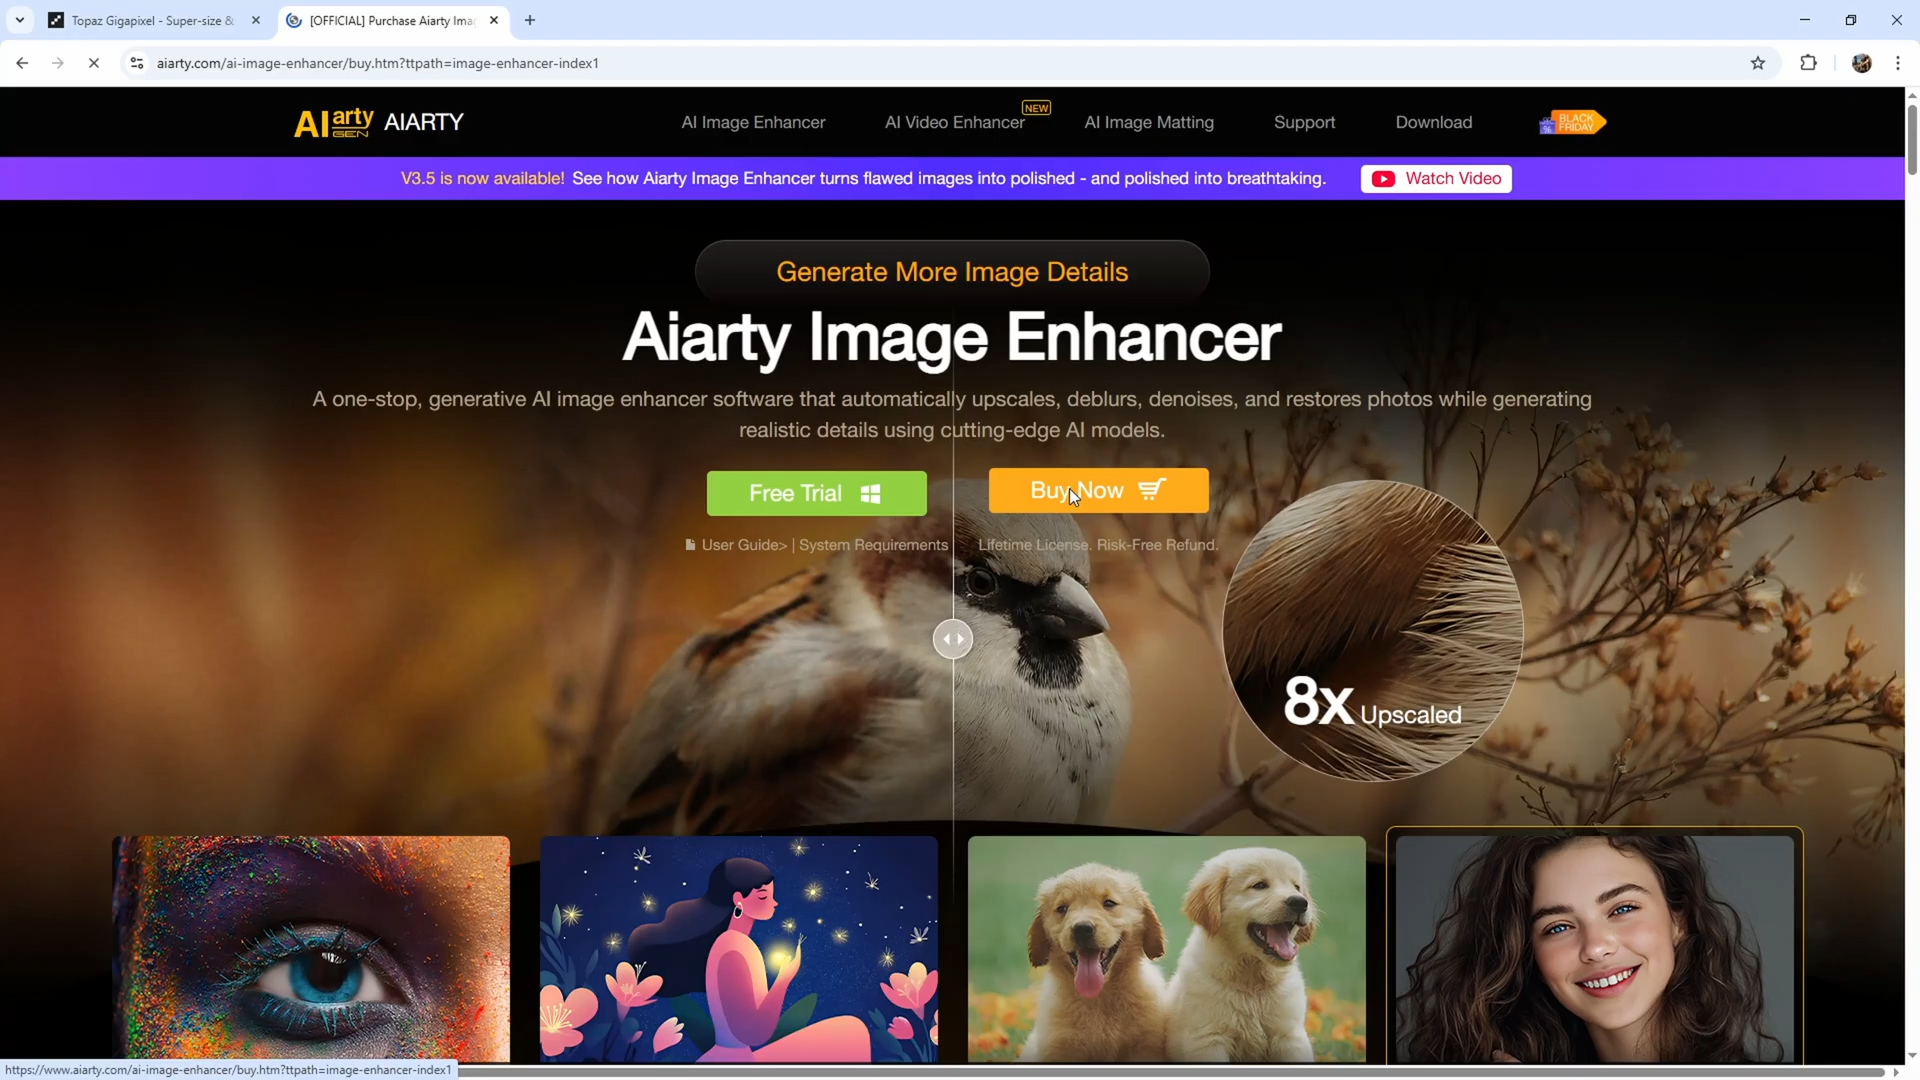 Topaz Gigapixel - Super-size &
[OFFICIAL] Purchase Aiarty Ima
aiarty.com/ai-image-enhancer/buy.htm?ttpath=image-enhancer-index1
AIarty GEN AIARTY
AI Image Enhancer
AI Video Enhancer
NEW
AI Image Matting
Support
Download
% BLACK FRIDAY
V3.5 is now available! See how Aiarty Image Enhancer turns flawed images into polished - and polished into breathtaking.
Watch Video
Generate More Image Details
Aiarty Image Enhancer
A one-stop, generative AI image enhancer software that automatically upscales, deblurs, denoises, and restores photos while generating
realistic details using cutting-edge AI models.
Free Trial
Buy Now
User Guide> | System Requirements
Lifetime License. Risk-Free Refund.
8x Upscaled
https://www.aiarty.com/ai-image-enhancer/buy.htm?ttpath=image-enhancer-index1